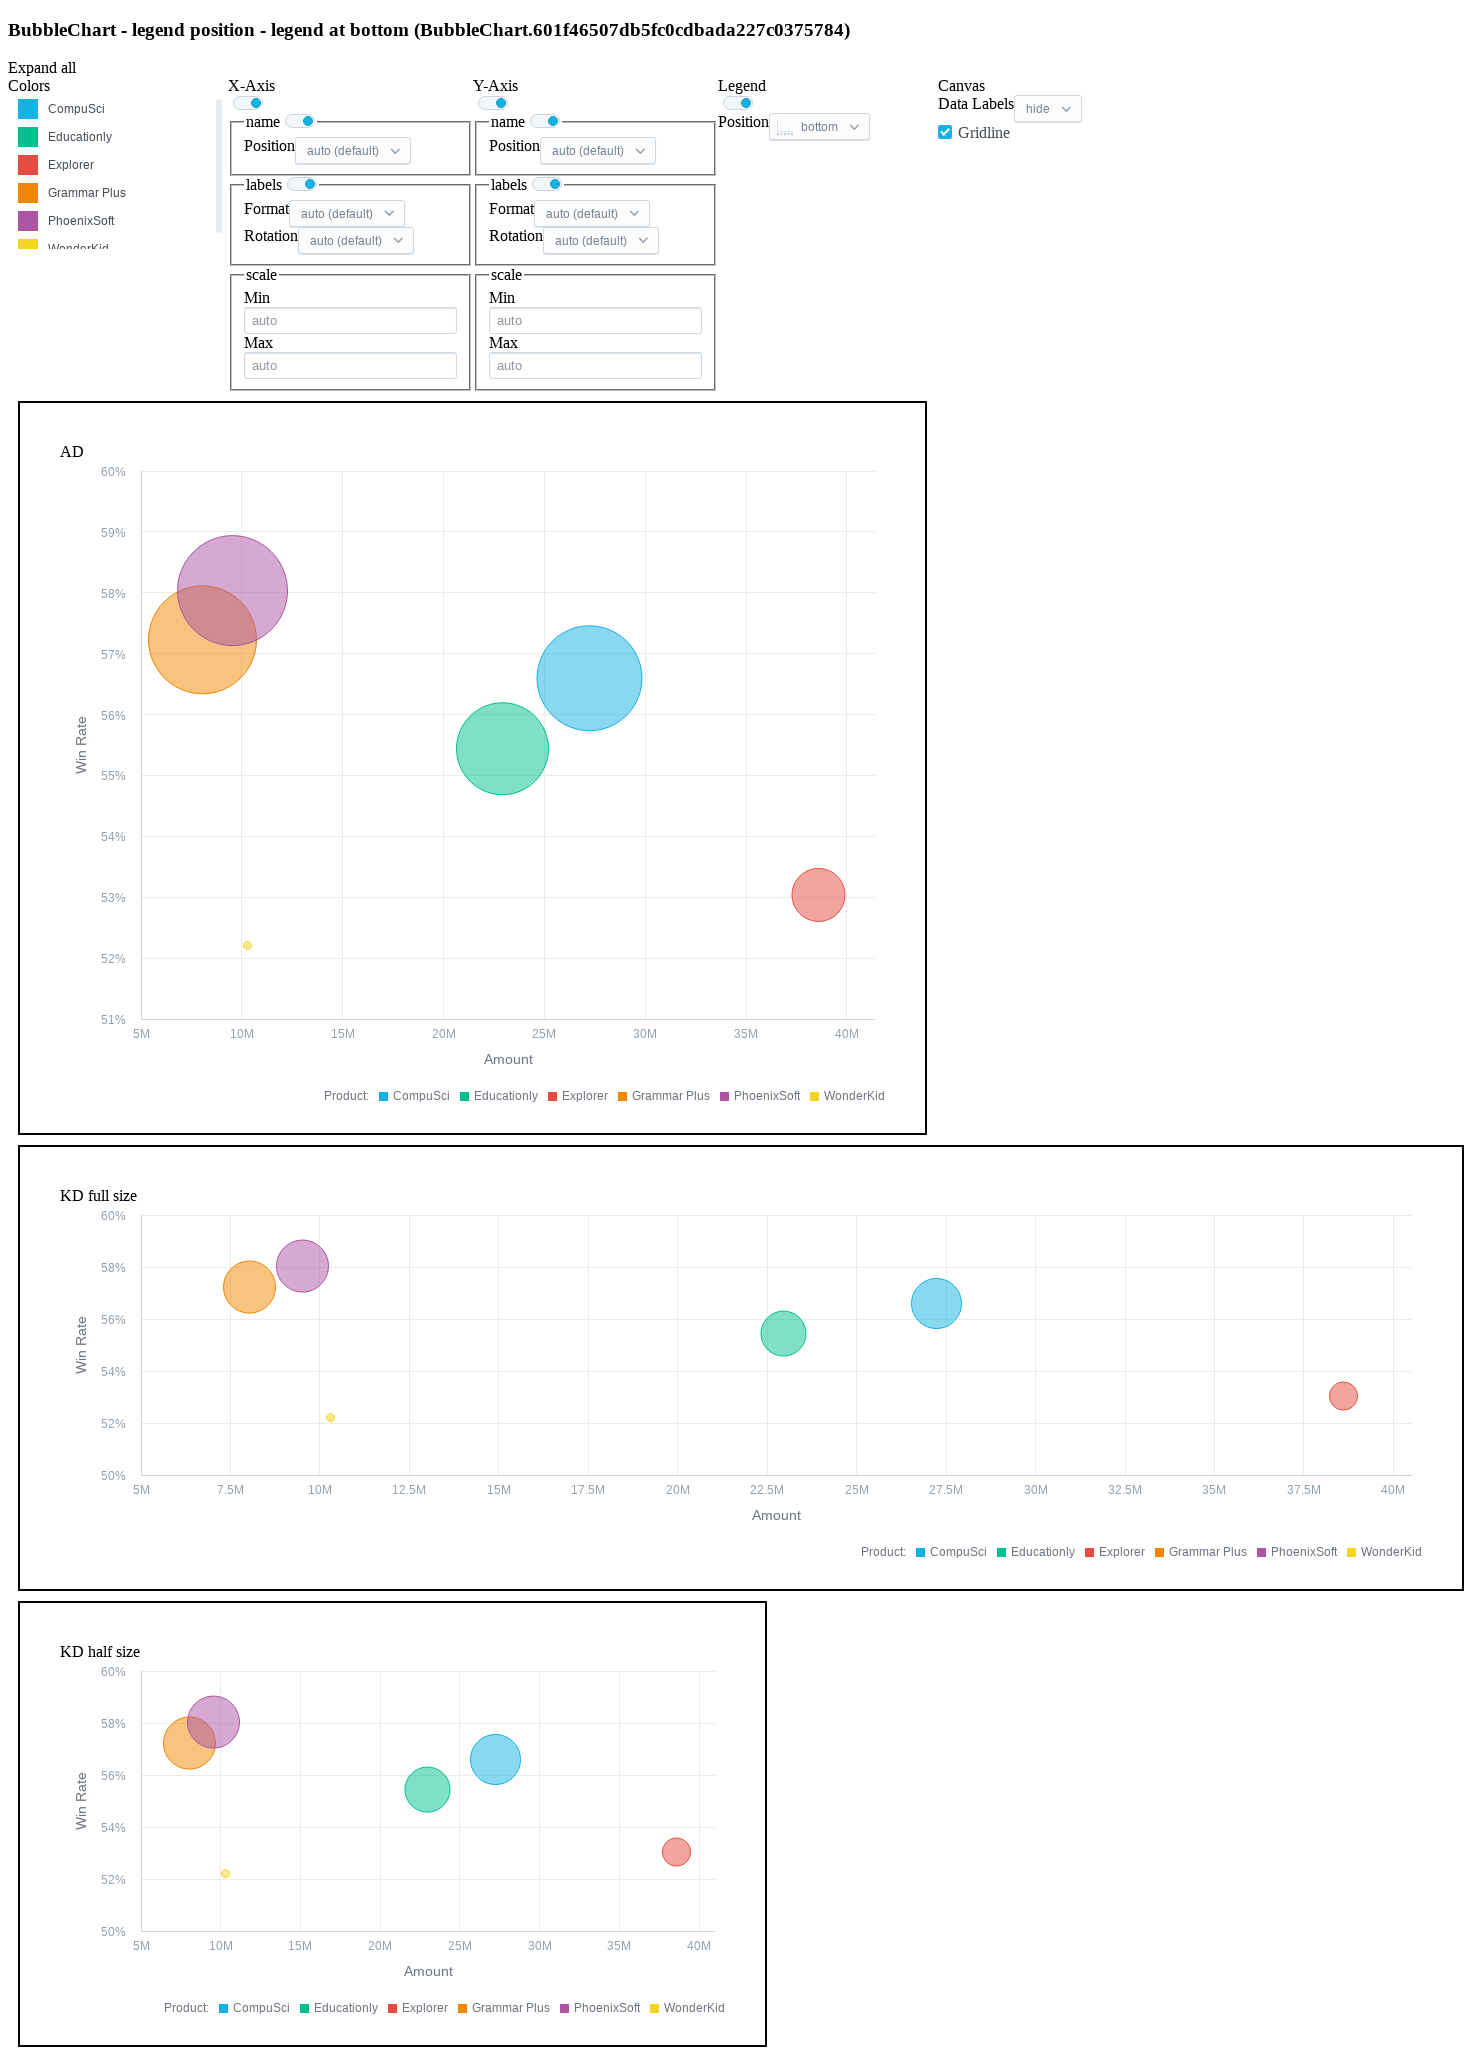 BubbleChart - legend position - legend at bottom (BubbleChart.601f46507db5fc0cdbada227c0375784)
Expand all
Colors
CompuSci
Educationly
Explorer
Grammar Plus
PhoenixSoft
WonderKid
X-Axis
name
Position auto (default)
labels
Format auto (default)
Rotation auto (default)
scale
Min
auto
Max
auto
Y-Axis
name
Position auto (default)
labels
Format auto (default)
Rotation auto (default)
scale
Min
auto
Max
auto
Legend
Position bottom
Canvas
Data Labels hide
Gridline
AD
60%
59%
58%
57%
56%
55%
54%
53%
52%
51%
Win Rate
5M 10M 15M 20M 25M 30M 35M 40M
Amount
Product: CompuSci Educationly Explorer Grammar Plus PhoenixSoft WonderKid
KD full size
60%
58%
56%
54%
52%
50%
Win Rate
5M 7.5M 10M 12.5M 15M 17.5M 20M 22.5M 25M 27.5M 30M 32.5M 35M 37.5M 40M
Amount
Product: CompuSci Educationly Explorer Grammar Plus PhoenixSoft WonderKid
KD half size
60%
58%
56%
54%
52%
50%
Win Rate
5M 10M 15M 20M 25M 30M 35M 40M
Amount
Product: CompuSci Educationly Explorer Grammar Plus PhoenixSoft WonderKid